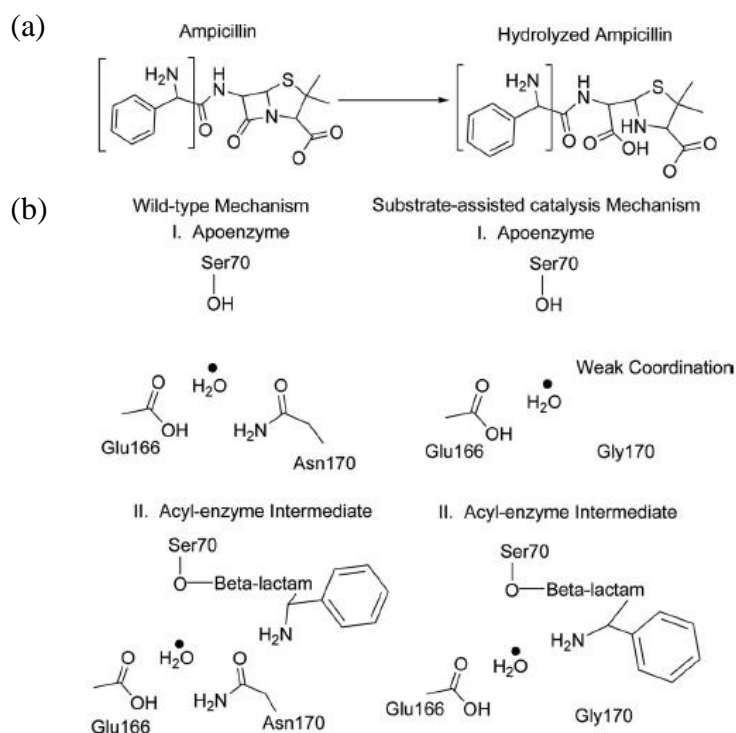 (a)
Ampicillin
Hydrolyzed Ampicillin
H₂N
H
N
S
O
N
O
O
O
H₂N
H
N
S
O
HN
O
OH
O
O
(b)
Wild-type Mechanism
Substrate-assisted catalysis Mechanism
I. Apoenzyme
I. Apoenzyme
Ser70
Ser70
OH
OH
Weak Coordination
O
H₂O
O
O
H₂O
OH
H₂N
OH
Glu166
Asn170
Glu166
Gly170
II. Acyl-enzyme Intermediate
II. Acyl-enzyme Intermediate
Ser70
Ser70
O
Beta-lactam
O
Beta-lactam
H₂N
H₂N
O
H₂O
O
O
H₂O
OH
H₂N
OH
Glu166
Asn170
Glu166
Gly170